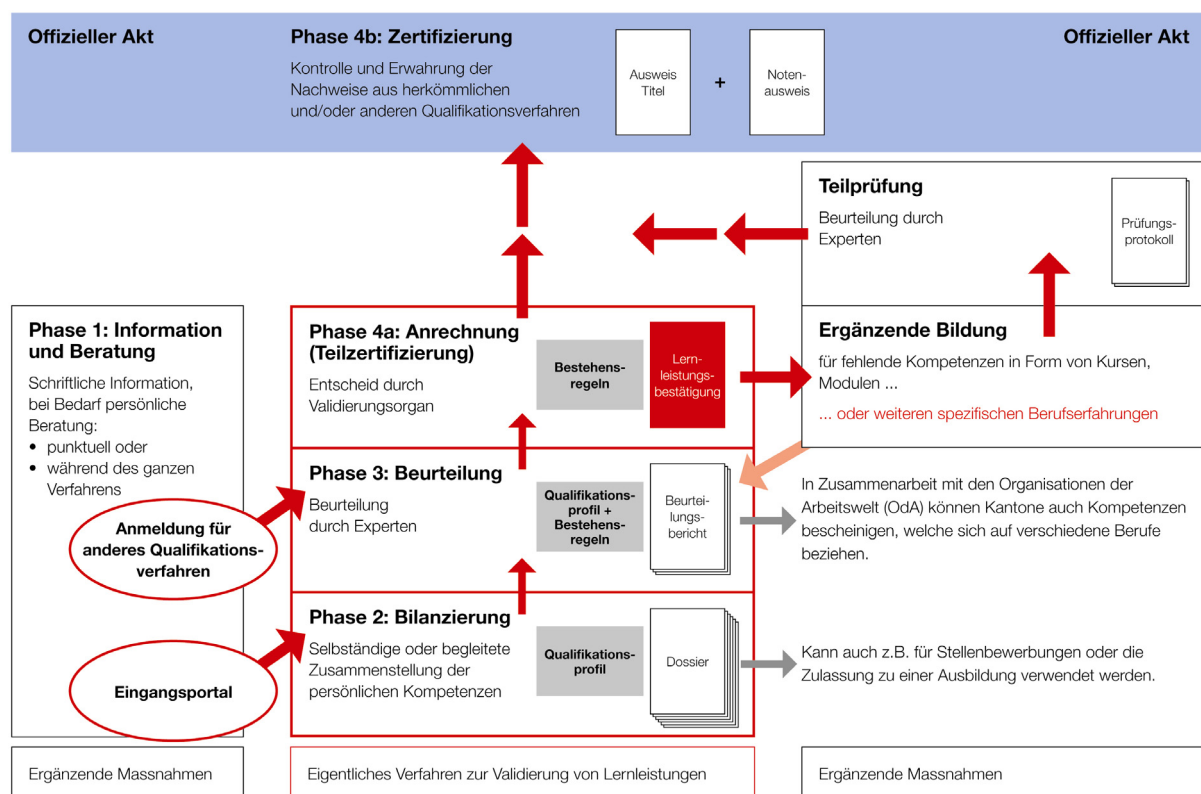 Offizieller Akt
Phase 4b: Zertifizierung
Kontrolle und Erwahrung der
Nachweise aus herkömmlichen
und/oder anderen Qualifikationsverfahren
Ausweis
Titel
+
Noten-
ausweis
Offizieller Akt
Teilprüfung
Beurteilung durch
Experten
Prüfungs-
protokoll
Phase 1: Information
und Beratung
Schriftliche Information,
bei Bedarf persönliche
Beratung:
• punktuell oder
• während des ganzen
Verfahrens
Anmeldung für
anderes Qualifikations-
verfahren
Eingangsportal
Phase 4a: Anrechnung
(Teilzertifizierung)
Entscheid durch
Validierungsorgan
Bestehens-
regeln
Lern-
leistungs-
bestätigung
Ergänzende Bildung
für fehlende Kompetenzen in Form von Kursen,
Modulen ...
... oder weiteren spezifischen Berufserfahrungen
Phase 3: Beurteilung
Beurteilung
durch Experten
Qualifikations-
profil +
Bestehens-
regeln
Beurtei-
lungs-
bericht
In Zusammenarbeit mit den Organisationen der
Arbeitswelt (OdA) können Kantone auch Kompetenzen
bescheinigen, welche sich auf verschiedene Berufe
beziehen.
Phase 2: Bilanzierung
Selbständige oder begleitete
Zusammenstellung der
persönlichen Kompetenzen
Qualifikations-
profil
Dossier
Kann auch z.B. für Stellenbewerbungen oder die
Zulassung zu einer Ausbildung verwendet werden.
Ergänzende Massnahmen
Eigentliches Verfahren zur Validierung von Lernleistungen
Ergänzende Massnahmen